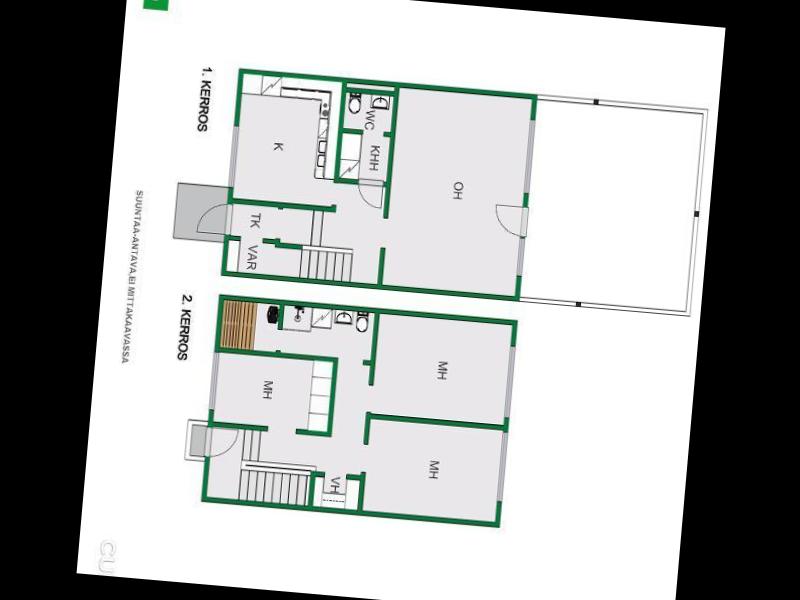 1. KERROS
K
WC
KHH
OH
TK
VAR
2. KERROS
MH
MH
MH
VH
SUUNTAA-ANTAVA,EI MITTAKAAVASSA
CU